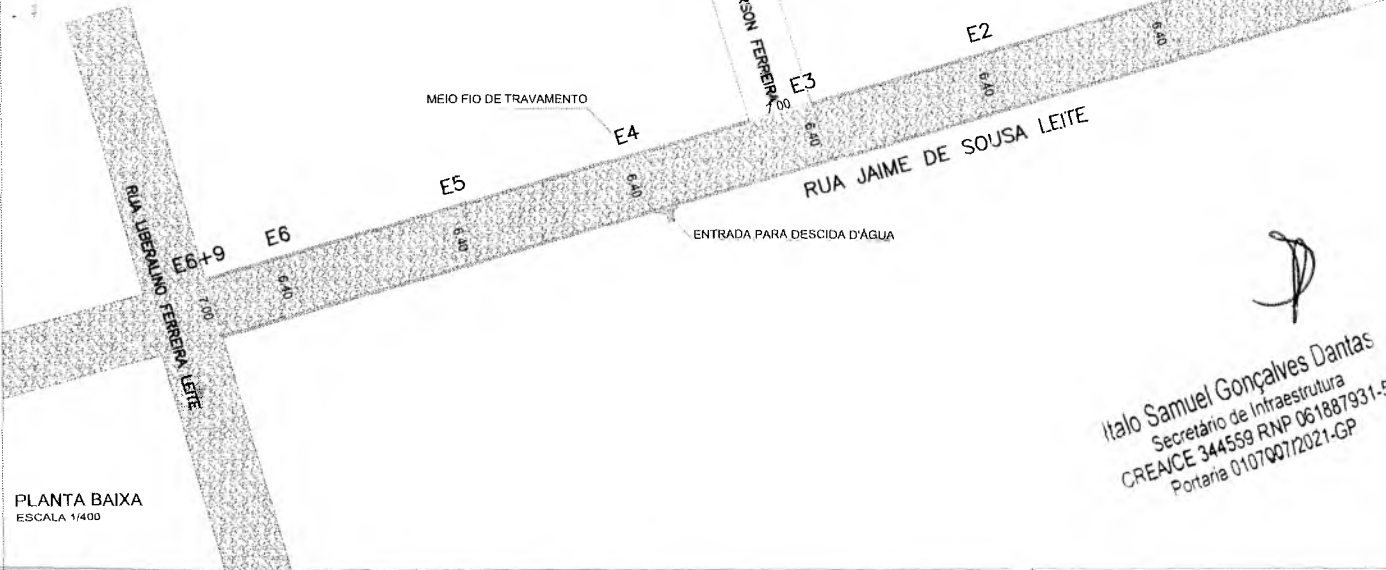 RSON FERREIRA
E2
6.40
E3
7.00
6.40
6.40
MEIO FIO DE TRAVAMENTO
E4
RUA JAIME DE SOUSA LEITE
E5
6.40
RUA LIBERALINO FERREIRA LEITE
E6
6.40
ENTRADA PARA DESCIDA D'ÁGUA
E6+9
6.40
7.00
Italo Samuel Gonçalves Dantas
Secretário de Infraestrutura
CREA/CE 344559 RNP 061887931-5
Portaria 0107007/2021-GP
PLANTA BAIXA
ESCALA 1/400